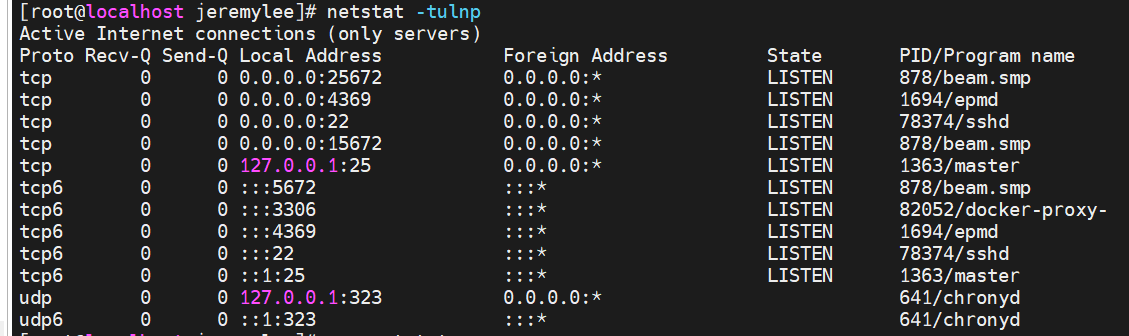 [root@localhost jeremylee]# netstat -tulnp
Active Internet connections (only servers)
Proto Recv-Q Send-Q Local Address           Foreign Address         State       PID/Program name
tcp        0      0 0.0.0.0:25672           0.0.0.0:*               LISTEN      878/beam.smp
tcp        0      0 0.0.0.0:4369            0.0.0.0:*               LISTEN      1694/epmd
tcp        0      0 0.0.0.0:22              0.0.0.0:*               LISTEN      78374/sshd
tcp        0      0 0.0.0.0:15672           0.0.0.0:*               LISTEN      878/beam.smp
tcp        0      0 127.0.0.1:25            0.0.0.0:*               LISTEN      1363/master
tcp6       0      0 :::5672                 :::*                    LISTEN      878/beam.smp
tcp6       0      0 :::3306                 :::*                    LISTEN      82052/docker-proxy-
tcp6       0      0 :::4369                 :::*                    LISTEN      1694/epmd
tcp6       0      0 :::22                   :::*                    LISTEN      78374/sshd
tcp6       0      0 ::1:25                  :::*                    LISTEN      1363/master
udp        0      0 127.0.0.1:323           0.0.0.0:*                           641/chronyd
udp6       0      0 ::1:323                 :::*                                641/chronyd